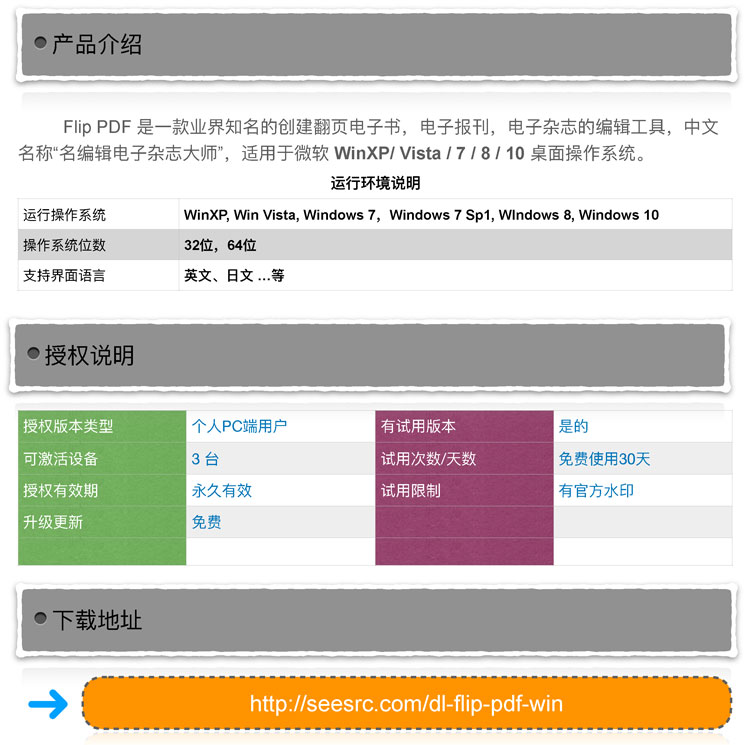 产品介绍
Flip PDF 是一款业界知名的创建翻页电子书，电子报刊，电子杂志的编辑工具，中文
名称“名编辑电子杂志大师”，适用于微软 WinXP/ Vista / 7 / 8 / 10 桌面操作系统。
运行环境说明
运行操作系统 WinXP, Win Vista, Windows 7，Windows 7 Sp1, WIndows 8, Windows 10
操作系统位数 32位，64位
支持界面语言 英文、日文 ...等
授权说明
授权版本类型 个人PC端用户 有试用版本 是的
可激活设备 3 台 试用次数/天数 免费使用30天
授权有效期 永久有效 试用限制 有官方水印
升级更新 免费
下载地址
http://seesrc.com/dl-flip-pdf-win